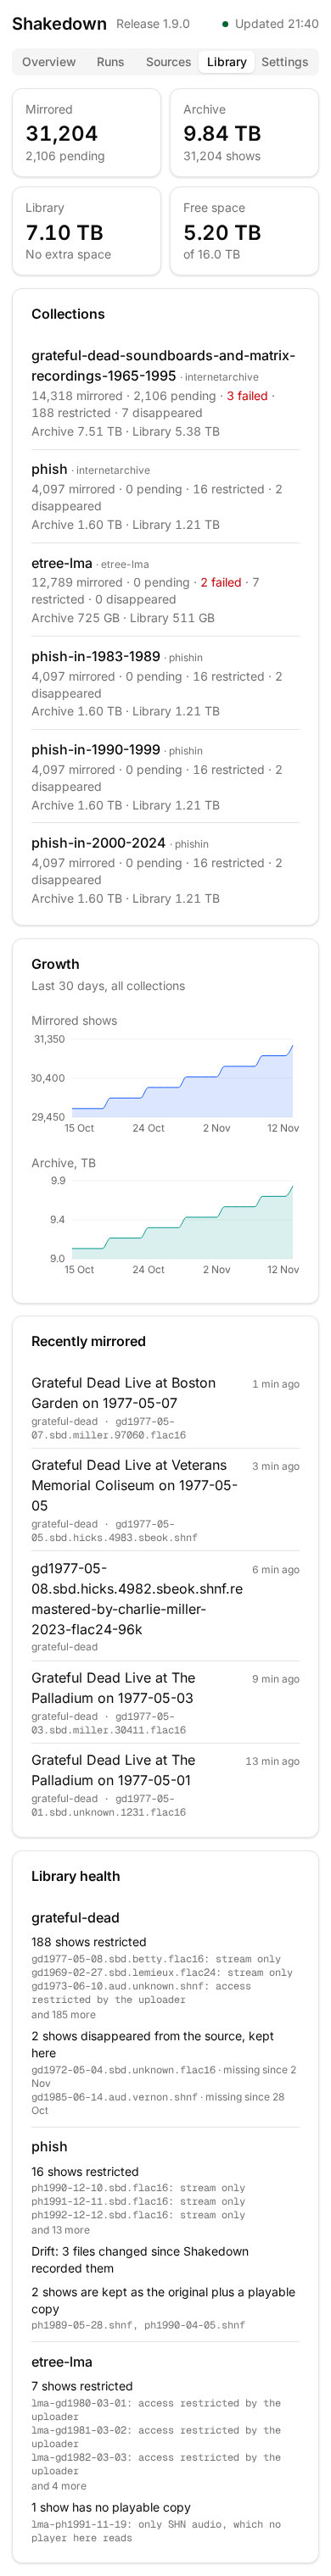 Shakedown Release 1.9.0 Updated 21:40
Overview Runs Sources Library Settings
Mirrored
31,204
2,106 pending
Archive
9.84 TB
31,204 shows
Library
7.10 TB
No extra space
Free space
5.20 TB
of 16.0 TB
Collections
grateful-dead-soundboards-and-matrix-
recordings-1965-1995 · internetarchive
14,318 mirrored · 2,106 pending · 3 failed ·
188 restricted · 7 disappeared
Archive 7.51 TB · Library 5.38 TB
phish · internetarchive
4,097 mirrored · 0 pending · 16 restricted · 2
disappeared
Archive 1.60 TB · Library 1.21 TB
etree-lma · etree-lma
12,789 mirrored · 0 pending · 2 failed · 7
restricted · 0 disappeared
Archive 725 GB · Library 511 GB
phish-in-1983-1989 · phishin
4,097 mirrored · 0 pending · 16 restricted · 2
disappeared
Archive 1.60 TB · Library 1.21 TB
phish-in-1990-1999 · phishin
4,097 mirrored · 0 pending · 16 restricted · 2
disappeared
Archive 1.60 TB · Library 1.21 TB
phish-in-2000-2024 · phishin
4,097 mirrored · 0 pending · 16 restricted · 2
disappeared
Archive 1.60 TB · Library 1.21 TB
Growth
Last 30 days, all collections
Mirrored shows
31,350
30,400
29,450
15 Oct 24 Oct 2 Nov 12 Nov
Archive, TB
9.9
9.4
9.0
15 Oct 24 Oct 2 Nov 12 Nov
Recently mirrored
Grateful Dead Live at Boston 1 min ago
Garden on 1977-05-07
grateful-dead · gd1977-05-
07.sbd.miller.97060.flac16
Grateful Dead Live at Veterans 3 min ago
Memorial Coliseum on 1977-05-
05
grateful-dead · gd1977-05-
05.sbd.hicks.4983.sbeok.shnf
gd1977-05- 6 min ago
08.sbd.hicks.4982.sbeok.shnf.re
mastered-by-charlie-miller-
2023-flac24-96k
grateful-dead
Grateful Dead Live at The 9 min ago
Palladium on 1977-05-03
grateful-dead · gd1977-05-
03.sbd.miller.30411.flac16
Grateful Dead Live at The 13 min ago
Palladium on 1977-05-01
grateful-dead · gd1977-05-
01.sbd.unknown.1231.flac16
Library health
grateful-dead
188 shows restricted
gd1977-05-08.sbd.betty.flac16: stream only
gd1969-02-27.sbd.lemieux.flac24: stream only
gd1973-06-10.aud.unknown.shnf: access
restricted by the uploader
and 185 more
2 shows disappeared from the source, kept
here
gd1972-05-04.sbd.unknown.flac16 · missing since 2
Nov
gd1985-06-14.aud.vernon.shnf · missing since 28
Oct
phish
16 shows restricted
ph1990-12-10.sbd.flac16: stream only
ph1991-12-11.sbd.flac16: stream only
ph1992-12-12.sbd.flac16: stream only
and 13 more
Drift: 3 files changed since Shakedown
recorded them
2 shows are kept as the original plus a playable
copy
ph1989-05-28.shnf, ph1990-04-05.shnf
etree-lma
7 shows restricted
lma-gd1980-03-01: access restricted by the
uploader
lma-gd1981-03-02: access restricted by the
uploader
lma-gd1982-03-03: access restricted by the
uploader
and 4 more
1 show has no playable copy
lma-ph1991-11-19: only SHN audio, which no
player here reads